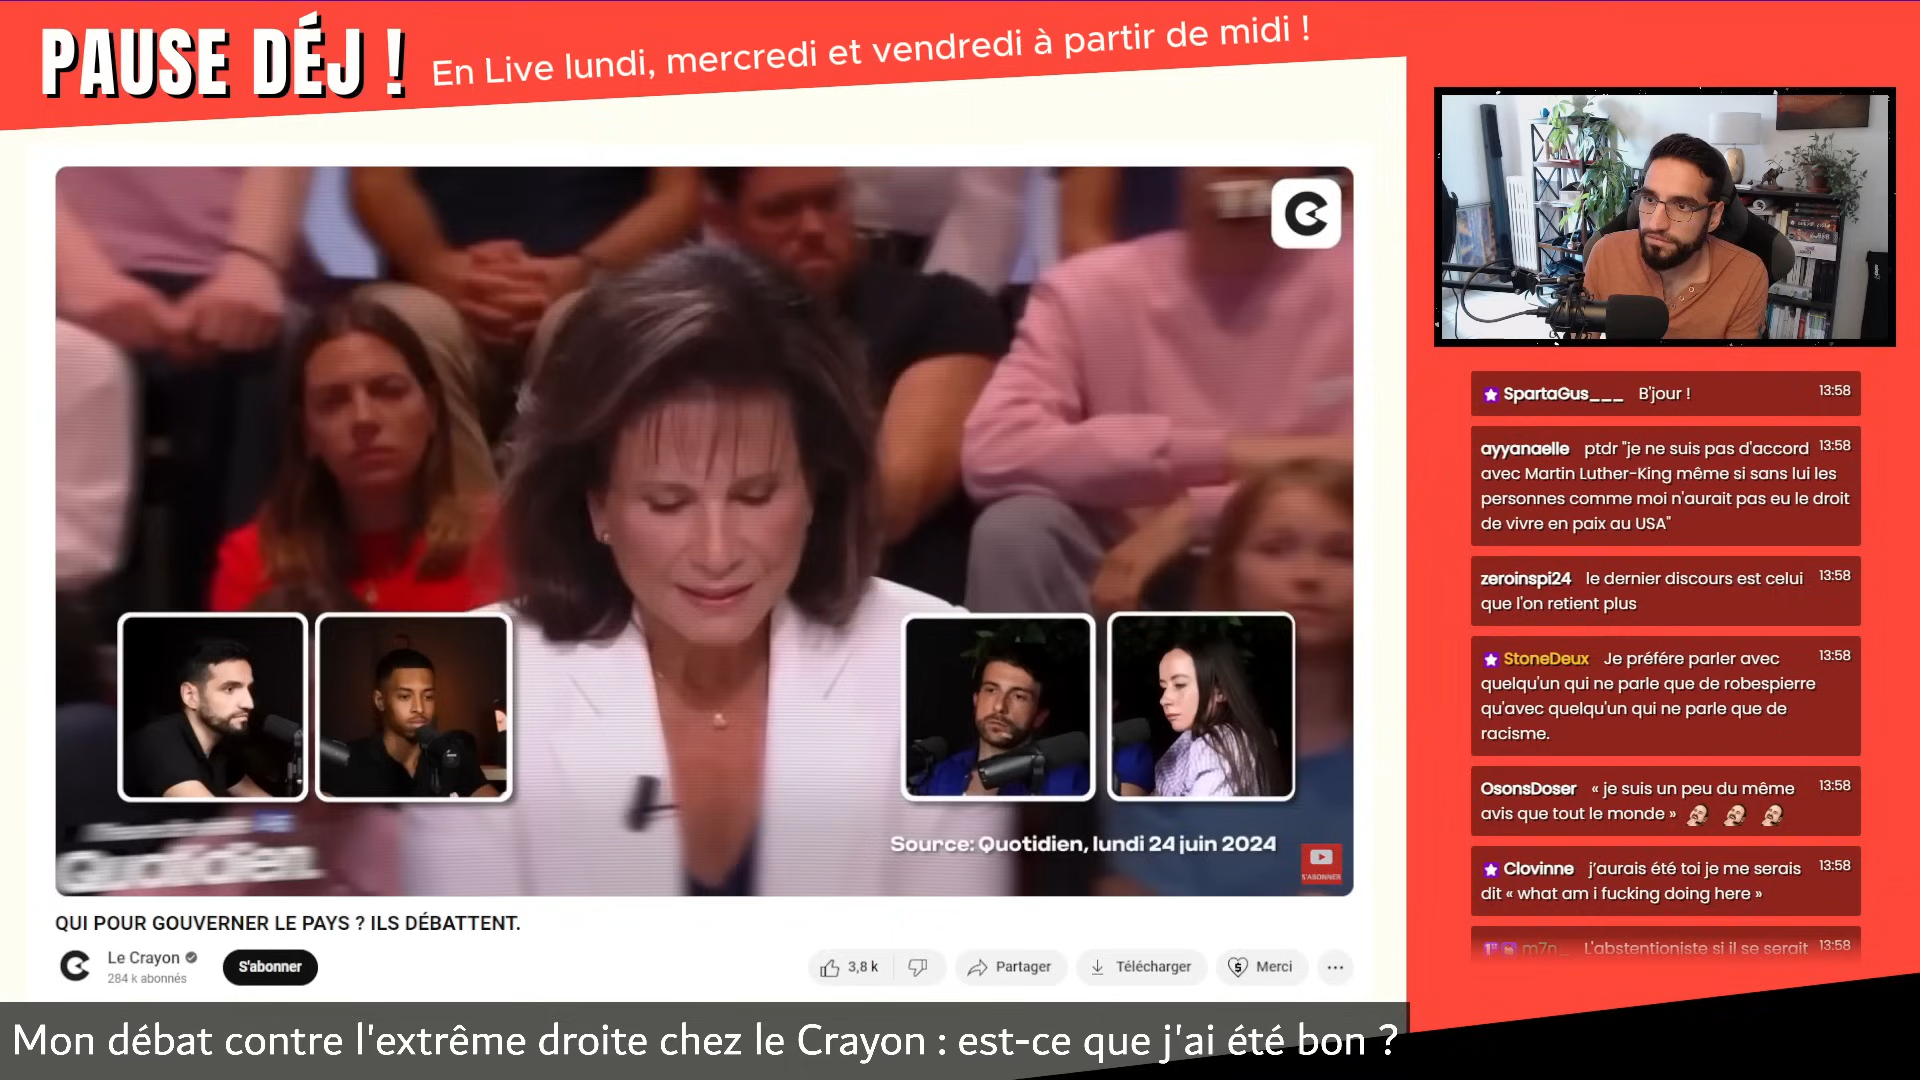 PAUSE DÉJ !
En Live lundi, mercredi et vendredi à partir de midi !
Quotidien.
Source: Quotidien, lundi 24 juin 2024
S'ABONNER
QUI POUR GOUVERNER LE PAYS ? ILS DÉBATTENT.
Le Crayon
284 k abonnés
S'abonner
3,8 k
Partager
Télécharger
Merci
SpartaGus___ B'jour ! 13:58
ayyanaelle ptdr "je ne suis pas d'accord 13:58
avec Martin Luther-King même si sans lui les
personnes comme moi n'aurait pas eu le droit
de vivre en paix au USA"
zeroinspi24 le dernier discours est celui 13:58
que l'on retient plus
StoneDeux Je préfére parler avec 13:58
quelqu'un qui ne parle que de robespierre
qu'avec quelqu'un qui ne parle que de
racisme.
OsonsDoser « je suis un peu du même 13:58
avis que tout le monde »
Clovinne j'aurais été toi je me serais 13:58
dit « what am i fucking doing here »
m7n_ L'abstentioniste si il se serait 13:58
Mon débat contre l'extrême droite chez le Crayon : est-ce que j'ai été bon ?